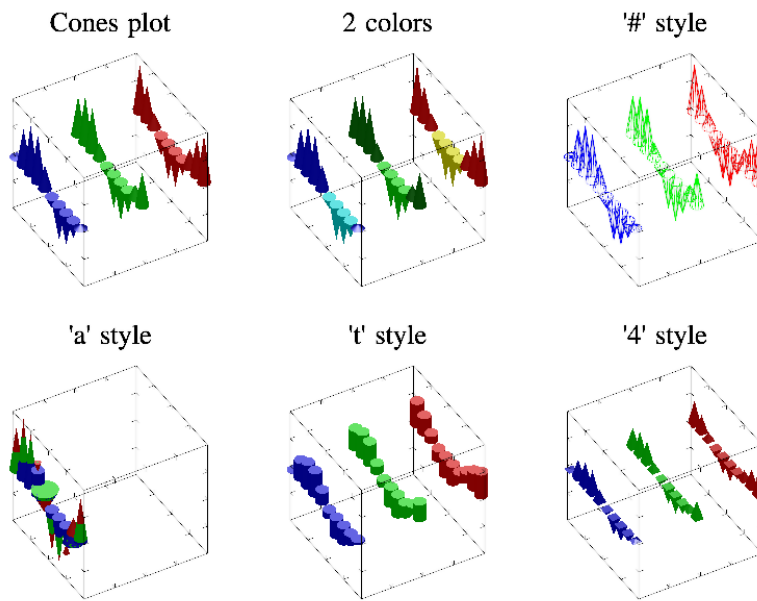 Cones plot
2 colors
'#' style
'a' style
't' style
'4' style